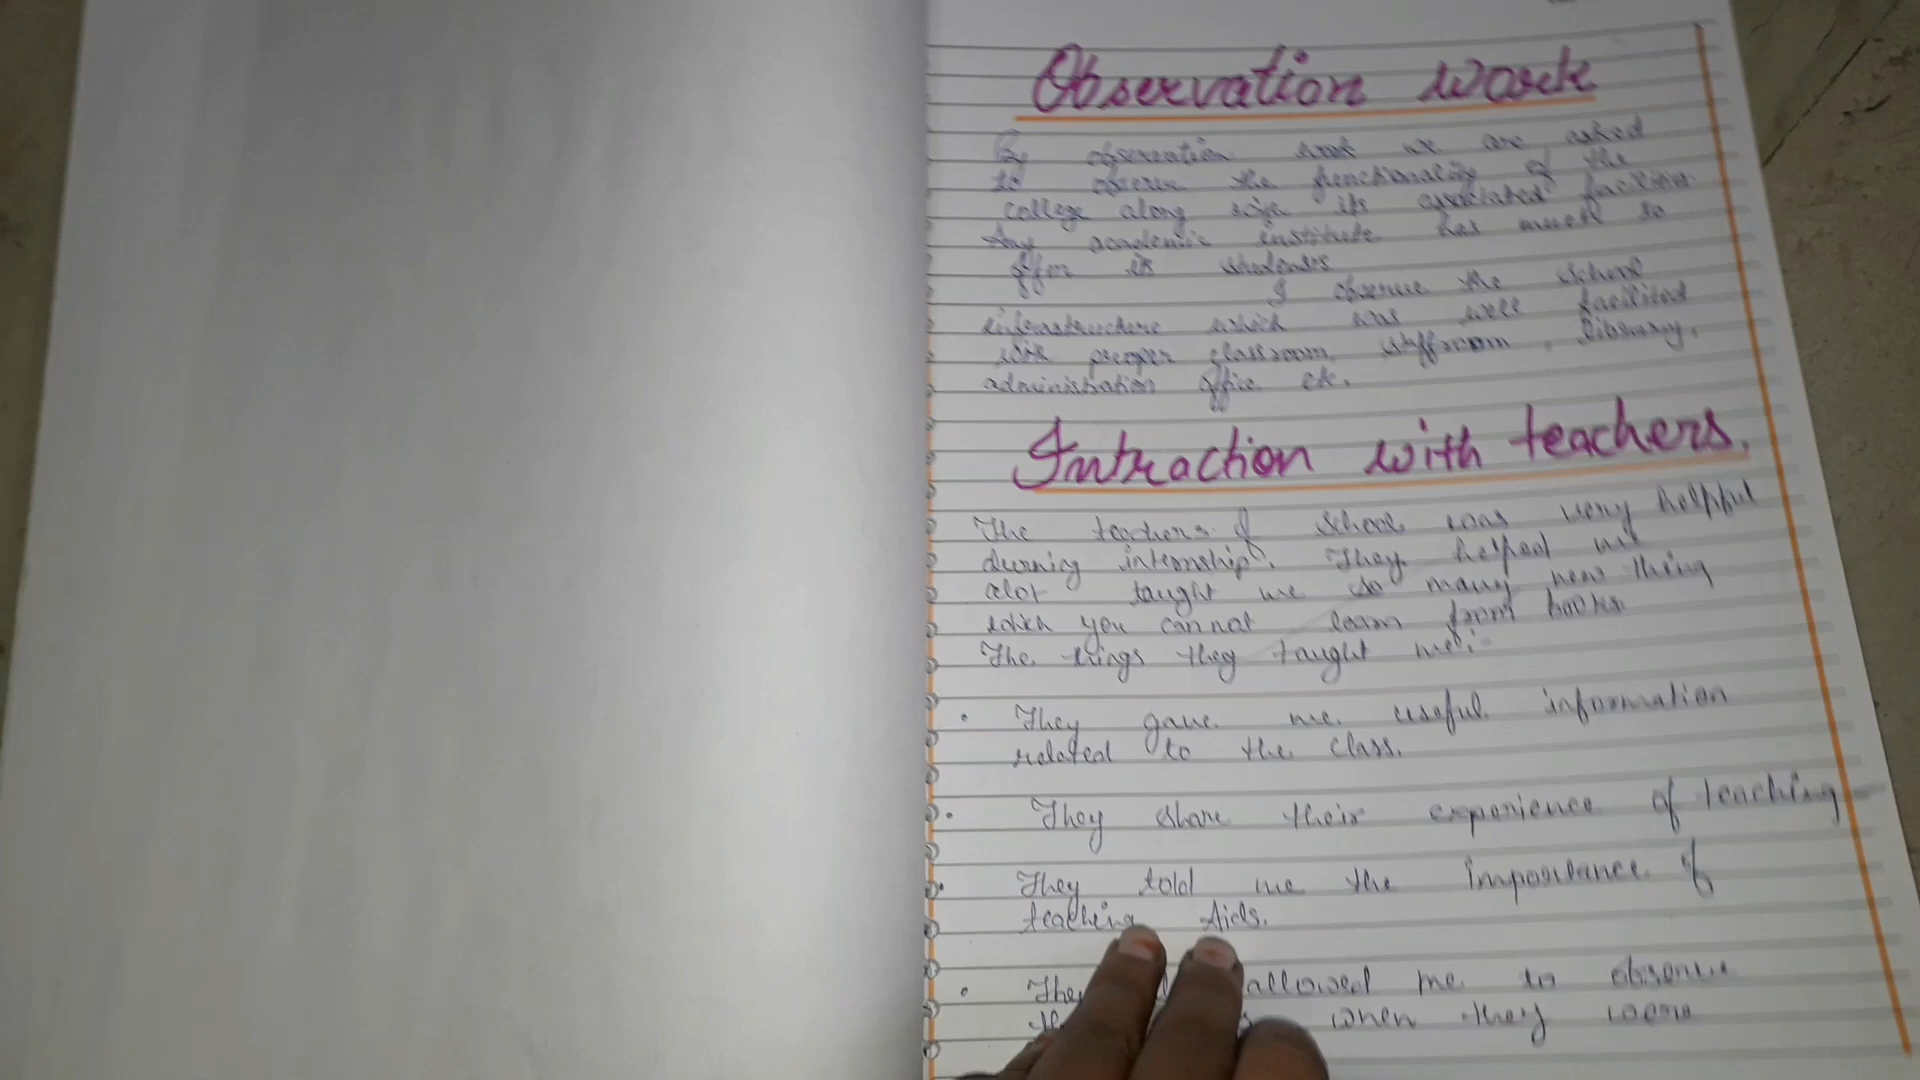 Observation work
By observation work we are asked
to observe the functionality of the
college along with its associated facilities
Any academic institute has much to
offer its students
I observe the school
infrastructure which was well facilited
with proper classroom, staffroom, library,
administration office etc.
Intraction with teachers.
The teachers of school was very helpful
during internship. They helped me
alot taught me so many new thing
which you cannot learn from books
The things they taught me:-
• They gave me useful information
related to the class.
• They share their experience of teaching
• They told me the importance of
teaching Aids.
• They allowed me to observe
when they were